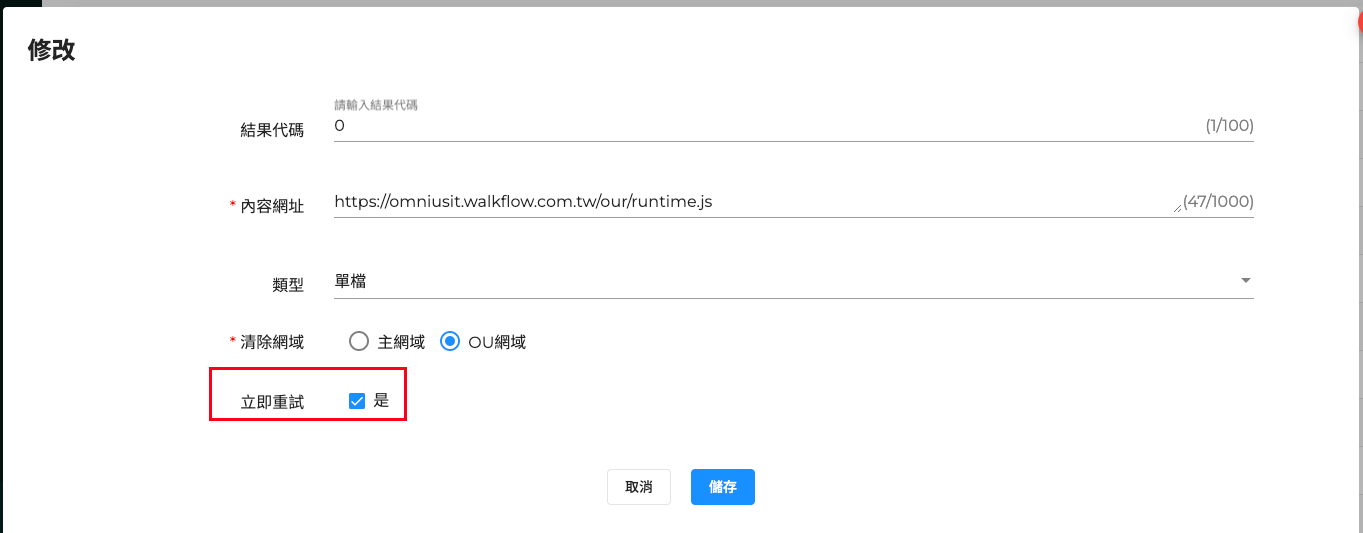 修改
請輸入結果代碼
結果代碼 0 (1/100)
* 內容網址 https://omniusit.walkflow.com.tw/our/runtime.js (47/1000)
類型 單檔
* 清除網域 主網域 OU網域
立即重試 是
取消 儲存